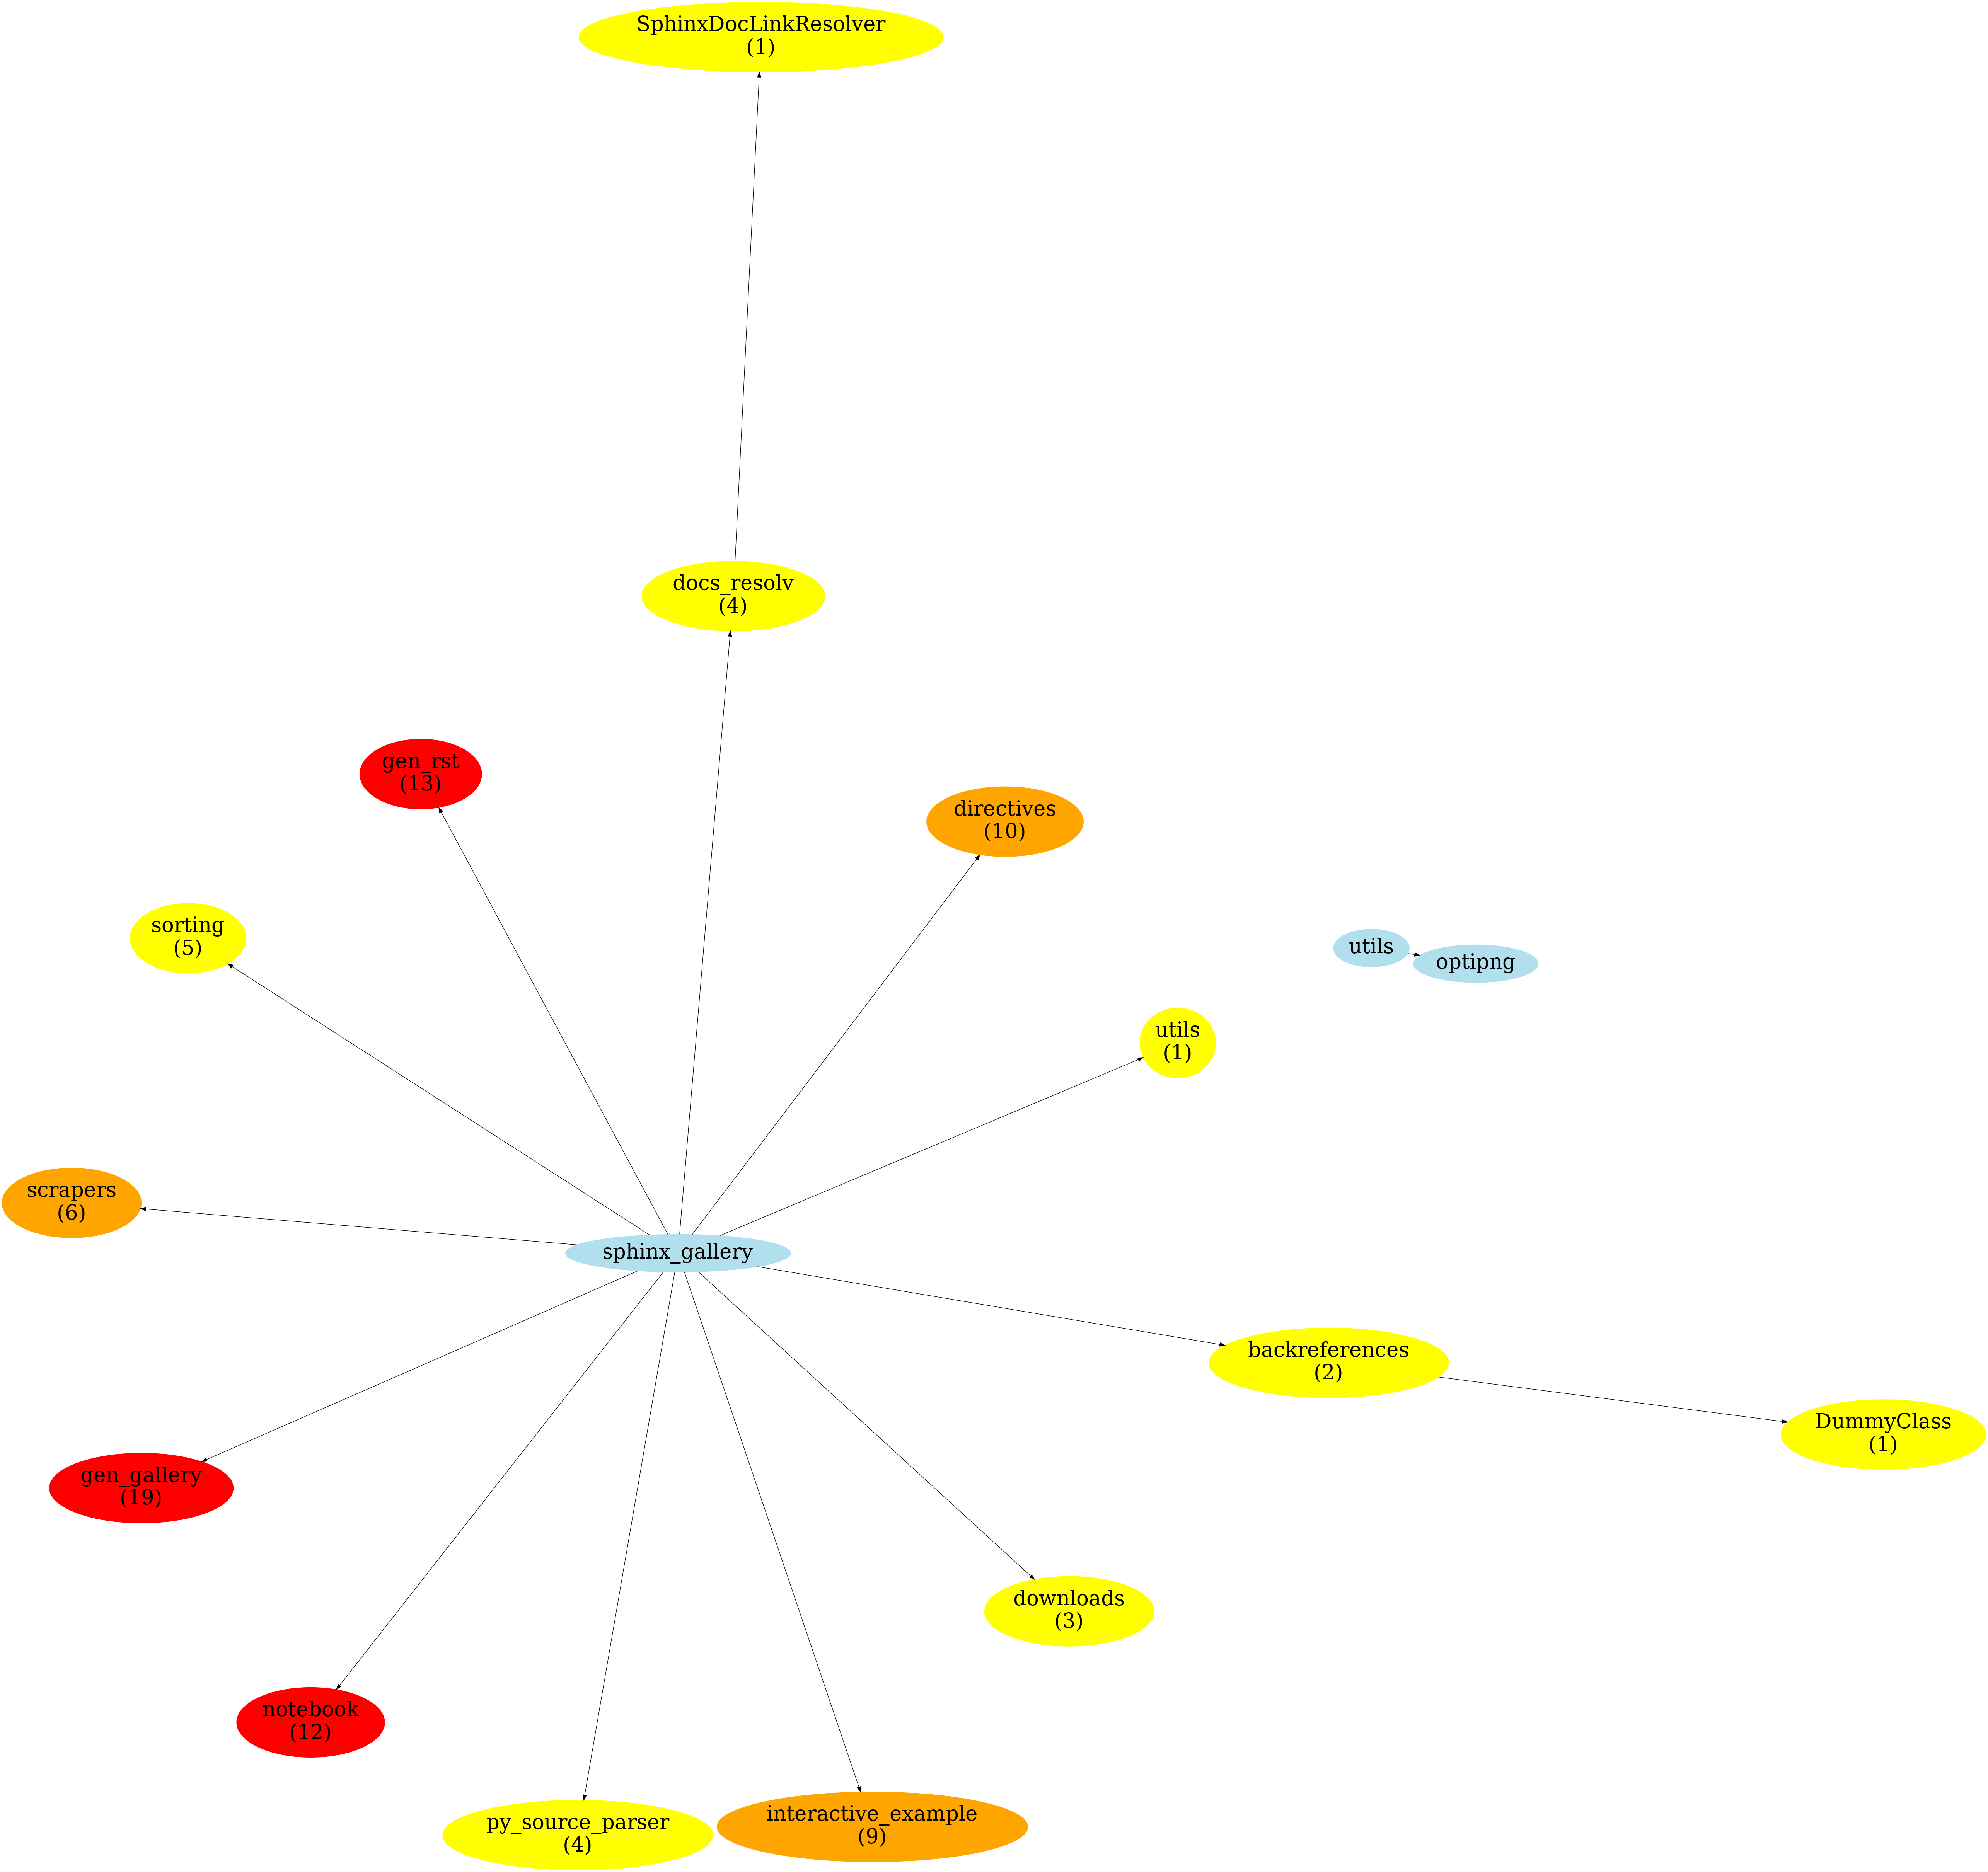 SphinxDocLinkResolver
(1)
docs_resolv
(4)
gen_rst
(13)
directives
(10)
sorting
(5)
utils
optipng
utils
(1)
scrapers
(6)
sphinx_gallery
backreferences
(2)
DummyClass
(1)
gen_gallery
(19)
downloads
(3)
notebook
(12)
py_source_parser
(4)
interactive_example
(9)